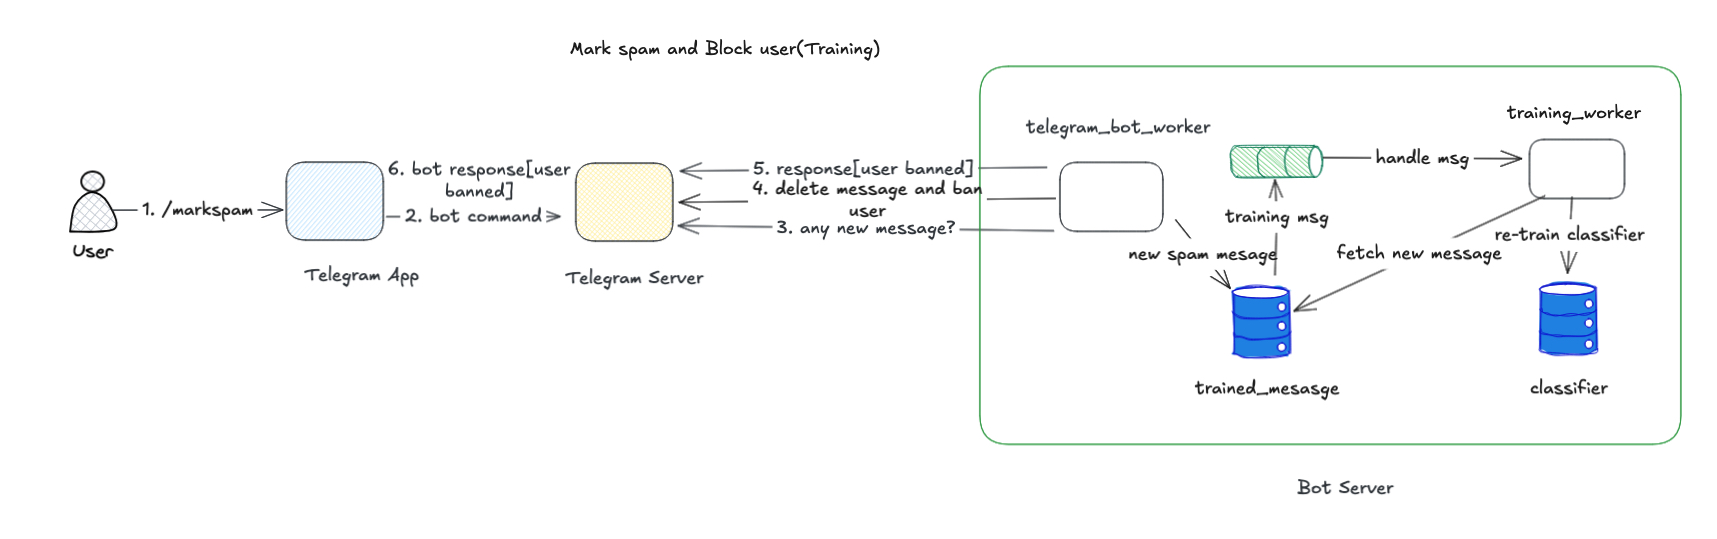 Mark spam and Block user(Training)
telegram_bot_worker
training_worker
1. /markspam
User
Telegram App
6. bot response[user
banned]
2. bot command
Telegram Server
5. response[user banned]
4. delete message and ban
user
3. any new message?
handle msg
training msg
new spam mesage
fetch new message
re-train classifier
trained_mesasge
classifier
Bot Server